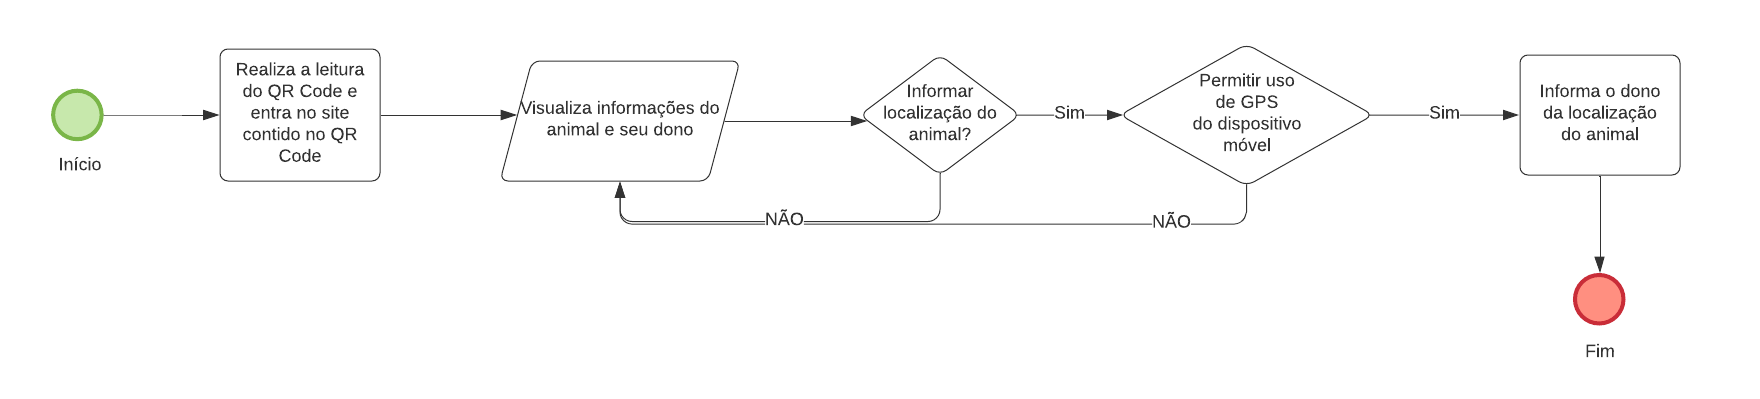 Início
Realiza a leitura
do QR Code e
entra no site
contido no QR
Code
Visualiza informações do
animal e seu dono
Informar
localização do
animal?
Sim
Permitir uso
de GPS
do dispositivo
móvel
Sim
Informa o dono
da localização
do animal
NÃO
NÃO
Fim